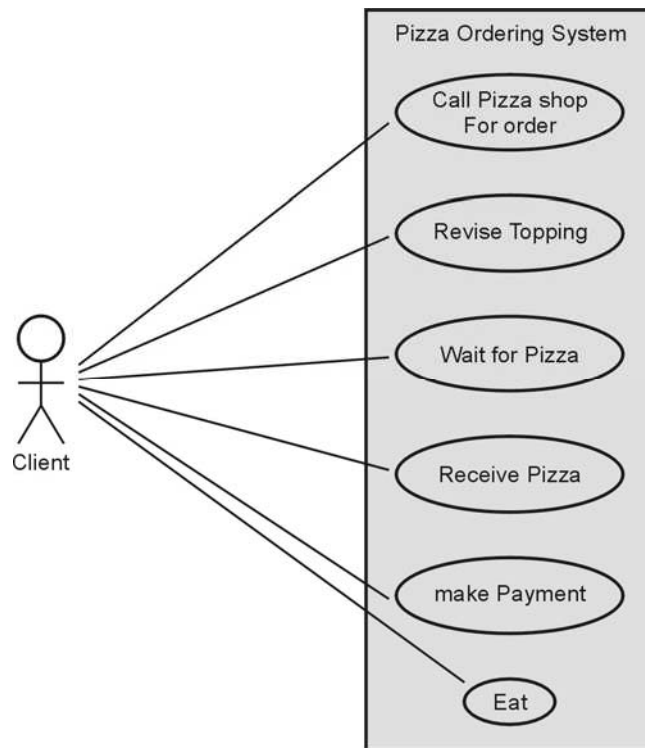 Pizza Ordering System
Call Pizza shop
For order
Revise Topping
Wait for Pizza
Receive Pizza
Client
make Payment
Eat